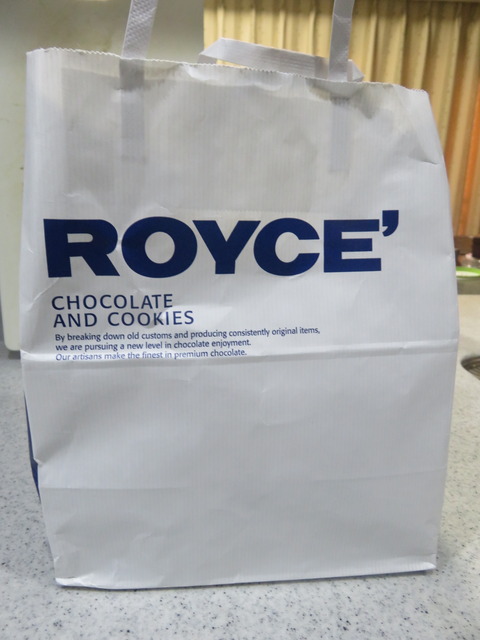 ROYCE'
CHOCOLATE
AND COOKIES
By breaking down old customs and producing consistently original items,
we are pursuing a new level in chocolate enjoyment.
Our artisans make the finest in premium chocolate.